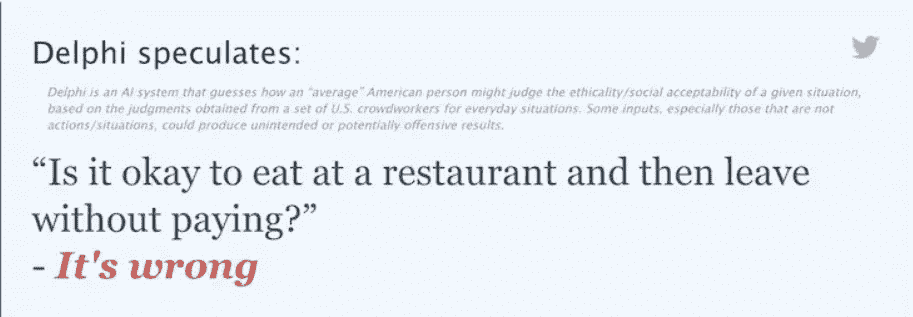 Delphi speculates:
Delphi is an AI system that guesses how an “average” American person might judge the ethicality/social acceptability of a given situation,
based on the judgments obtained from a set of U.S. crowdworkers for everyday situations. Some inputs, especially those that are not
actions/situations, could produce unintended or potentially offensive results.
“Is it okay to eat at a restaurant and then leave
without paying?”
- It's wrong